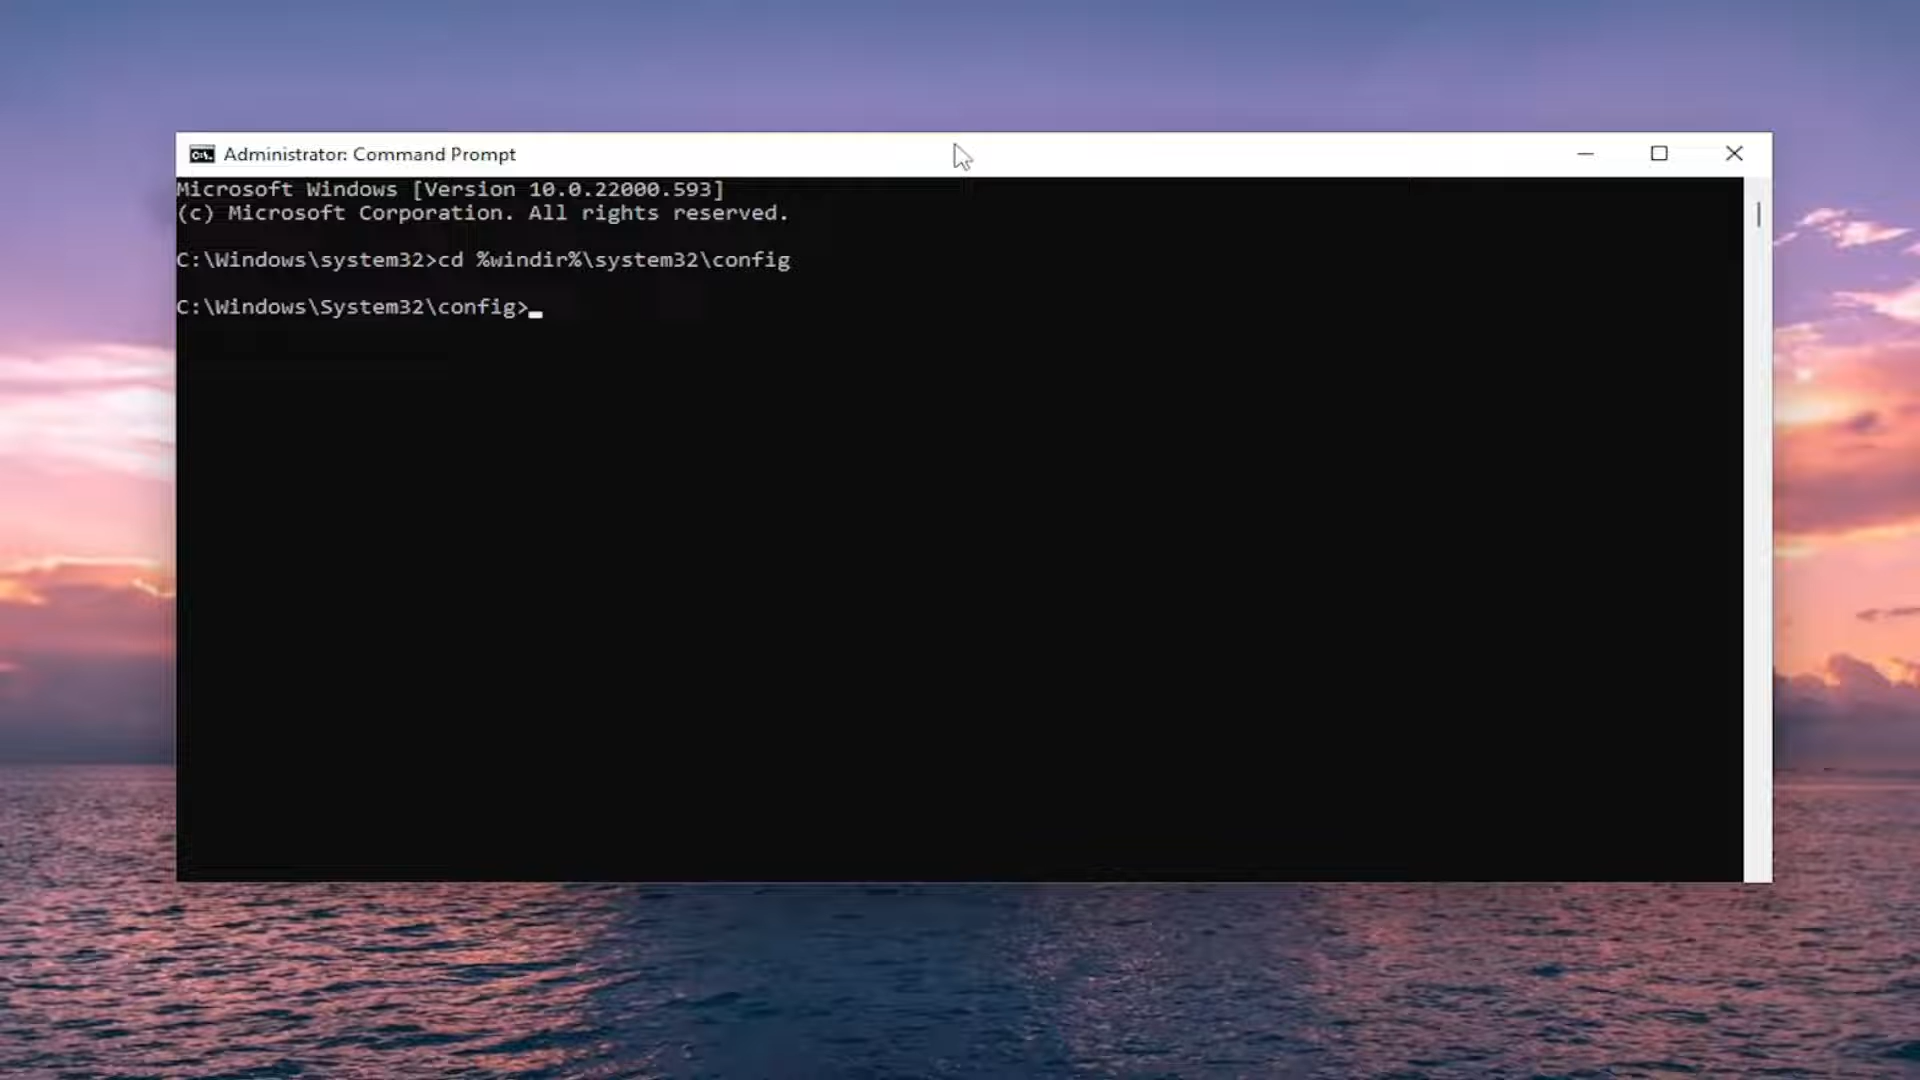 Administrator: Command Prompt
Microsoft Windows [Version 10.0.22000.593]
(c) Microsoft Corporation. All rights reserved.
C:\Windows\system32>cd %windir%\system32\config
C:\Windows\System32\config>